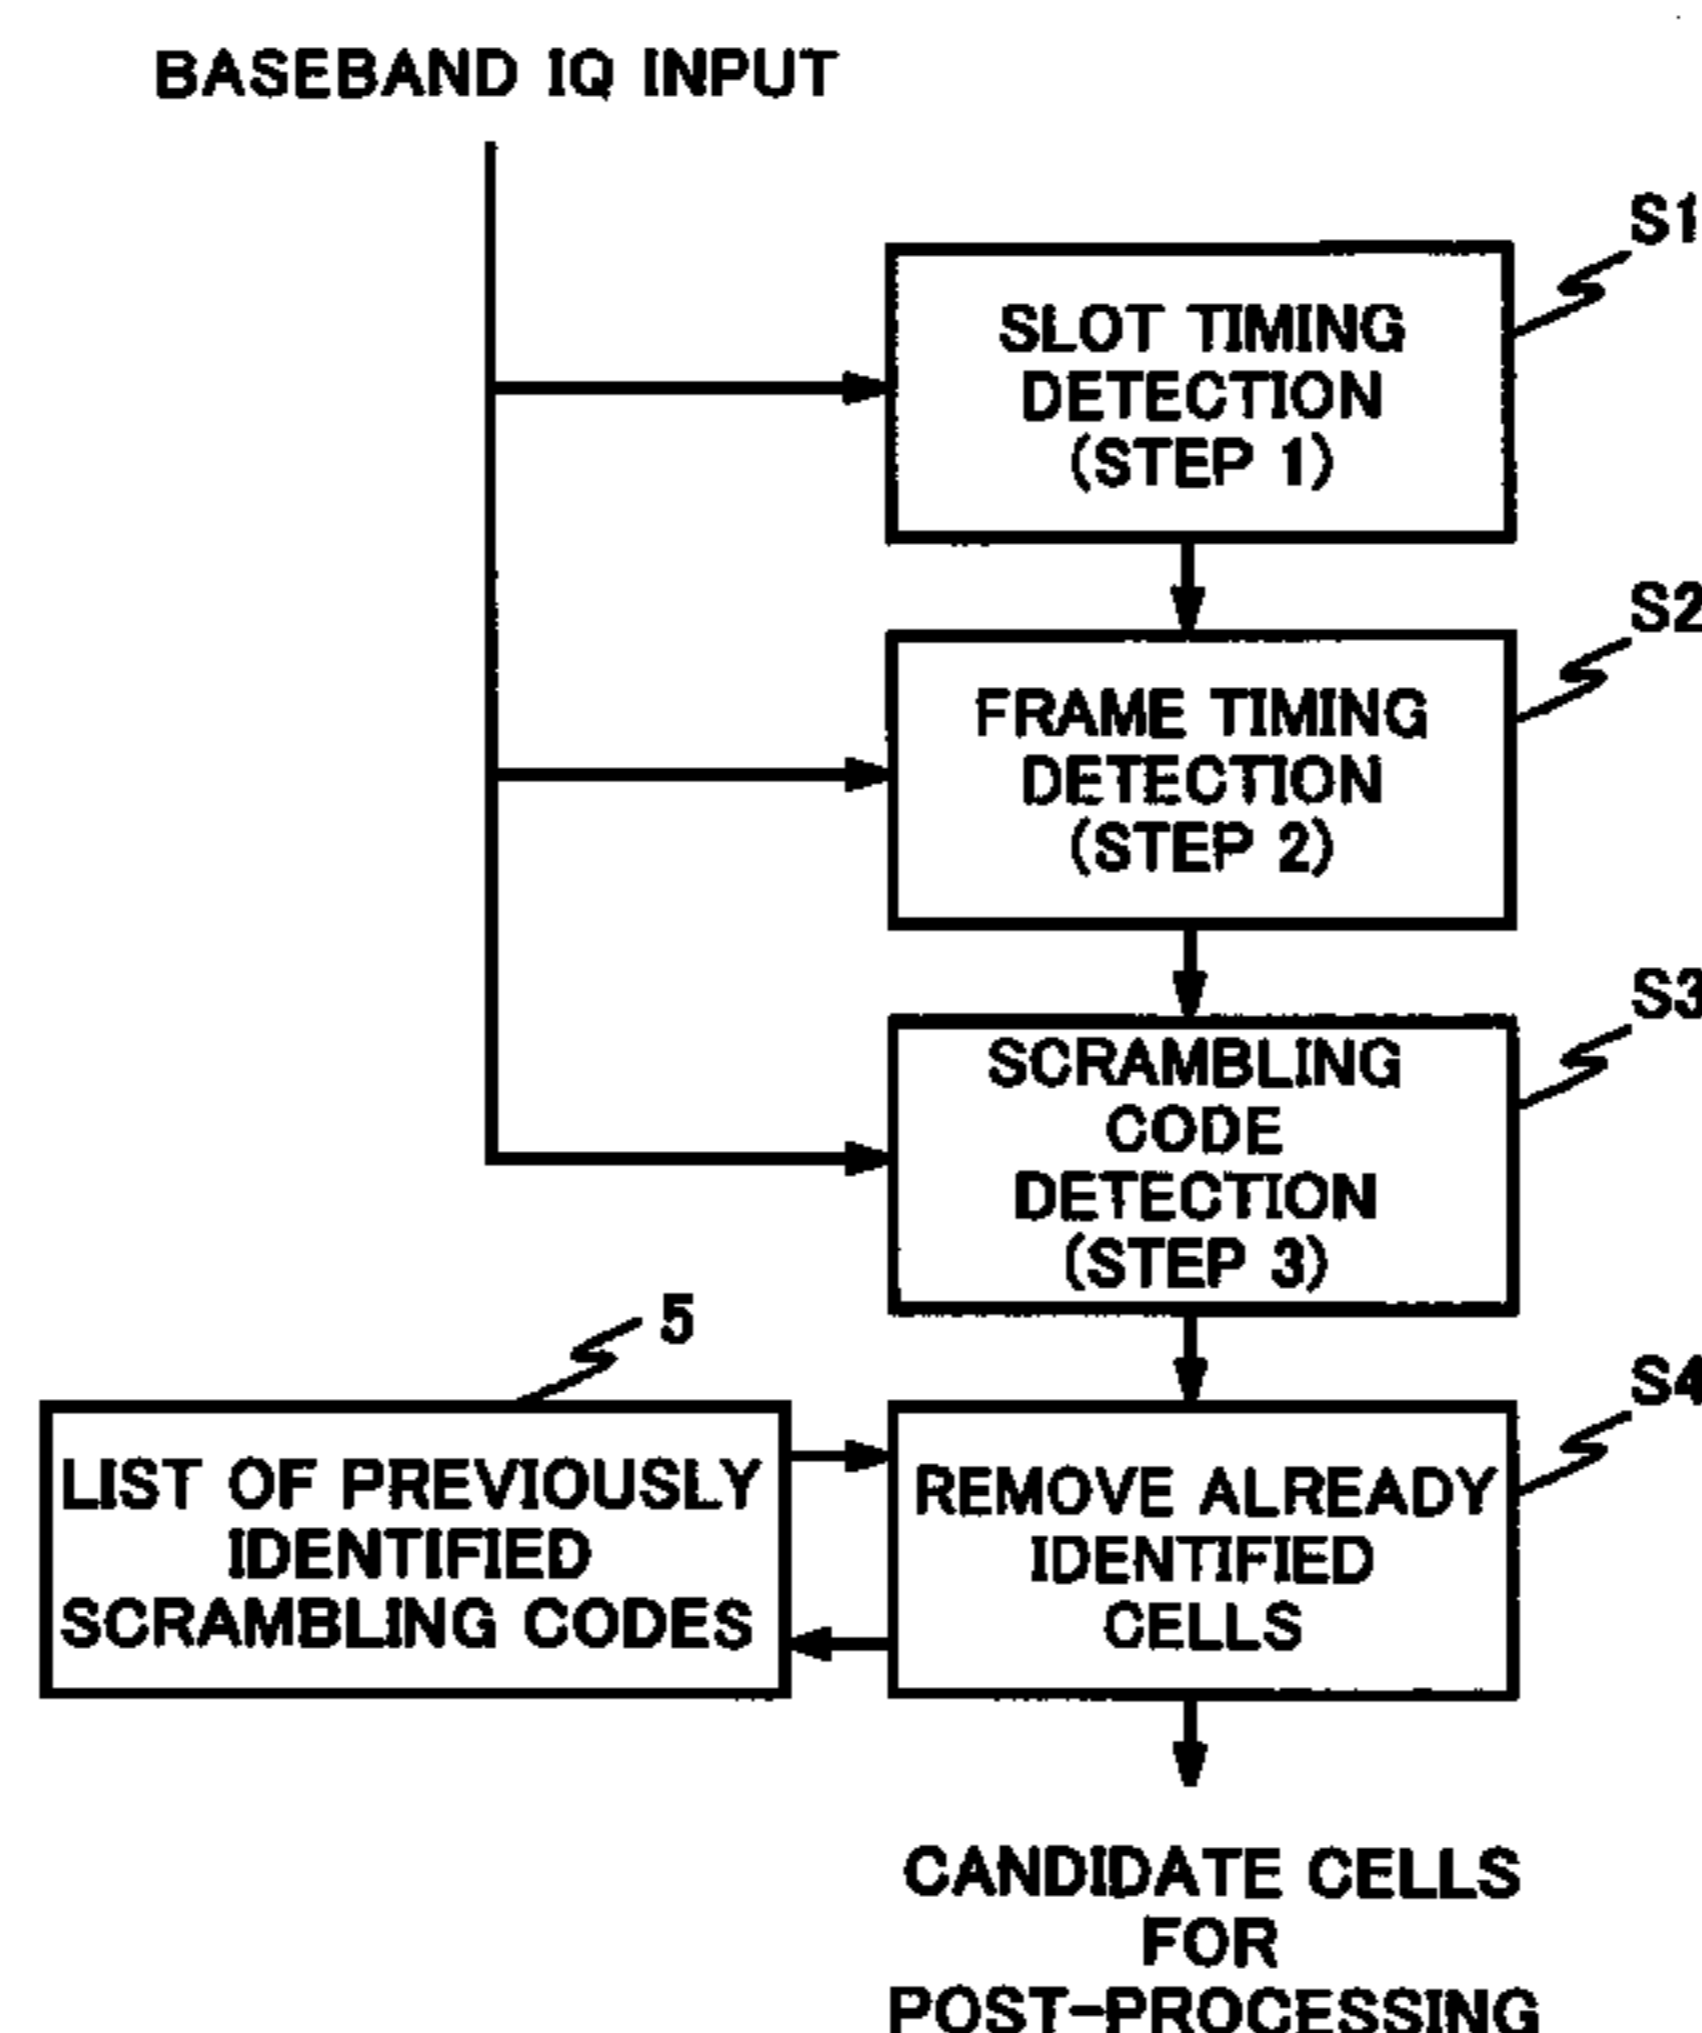 BASEBAND IQ INPUT
S1
SLOT TIMING
DETECTION
(STEP 1)
S2
FRAME TIMING
DETECTION
(STEP 2)
S3
SCRAMBLING
CODE
DETECTION
(STEP 3)
5
S4
LIST OF PREVIOUSLY
IDENTIFIED
SCRAMBLING CODES
REMOVE ALREADY
IDENTIFIED
CELLS
CANDIDATE CELLS
FOR
POST-PROCESSING